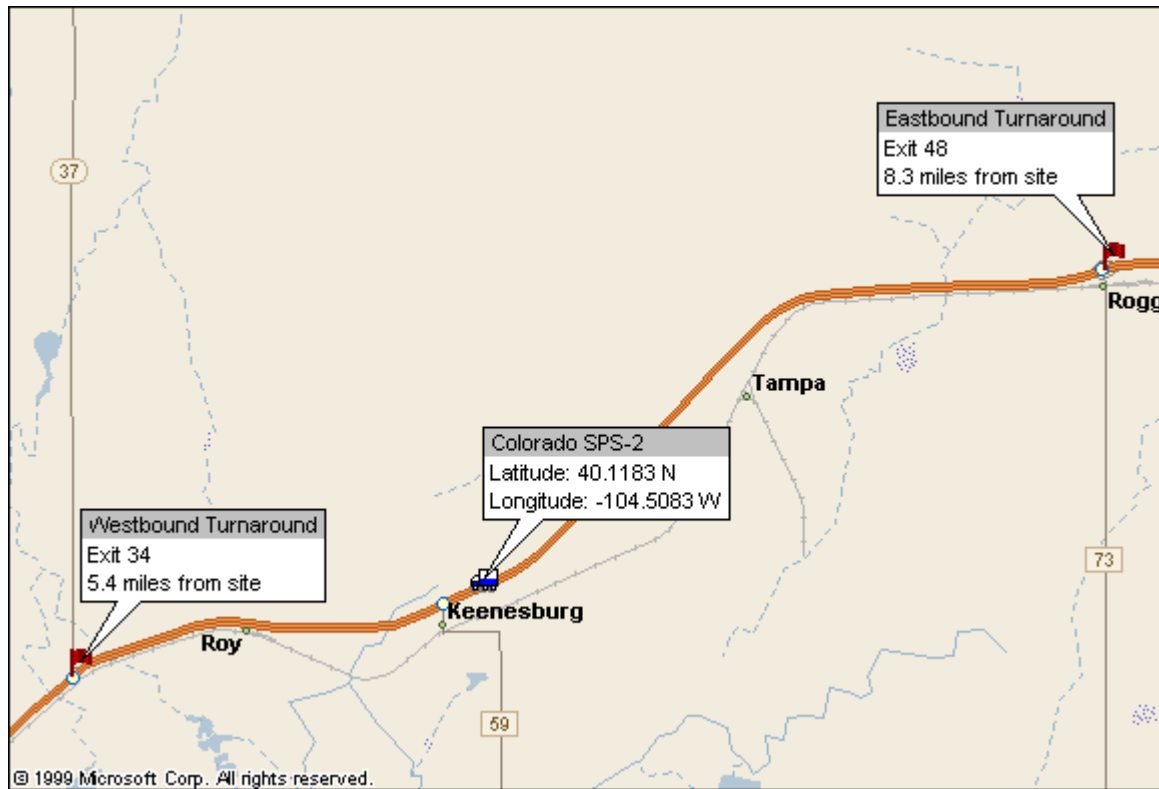 Eastbound Turnaround
Exit 48
8.3 miles from site
37
Rogg
Tampa
Colorado SPS-2
Latitude: 40.1183 N
Longitude: -104.5083 W
Westbound Turnaround
Exit 34
5.4 miles from site
73
Keenesburg
Roy
59
© 1999 Microsoft Corp. All rights reserved.